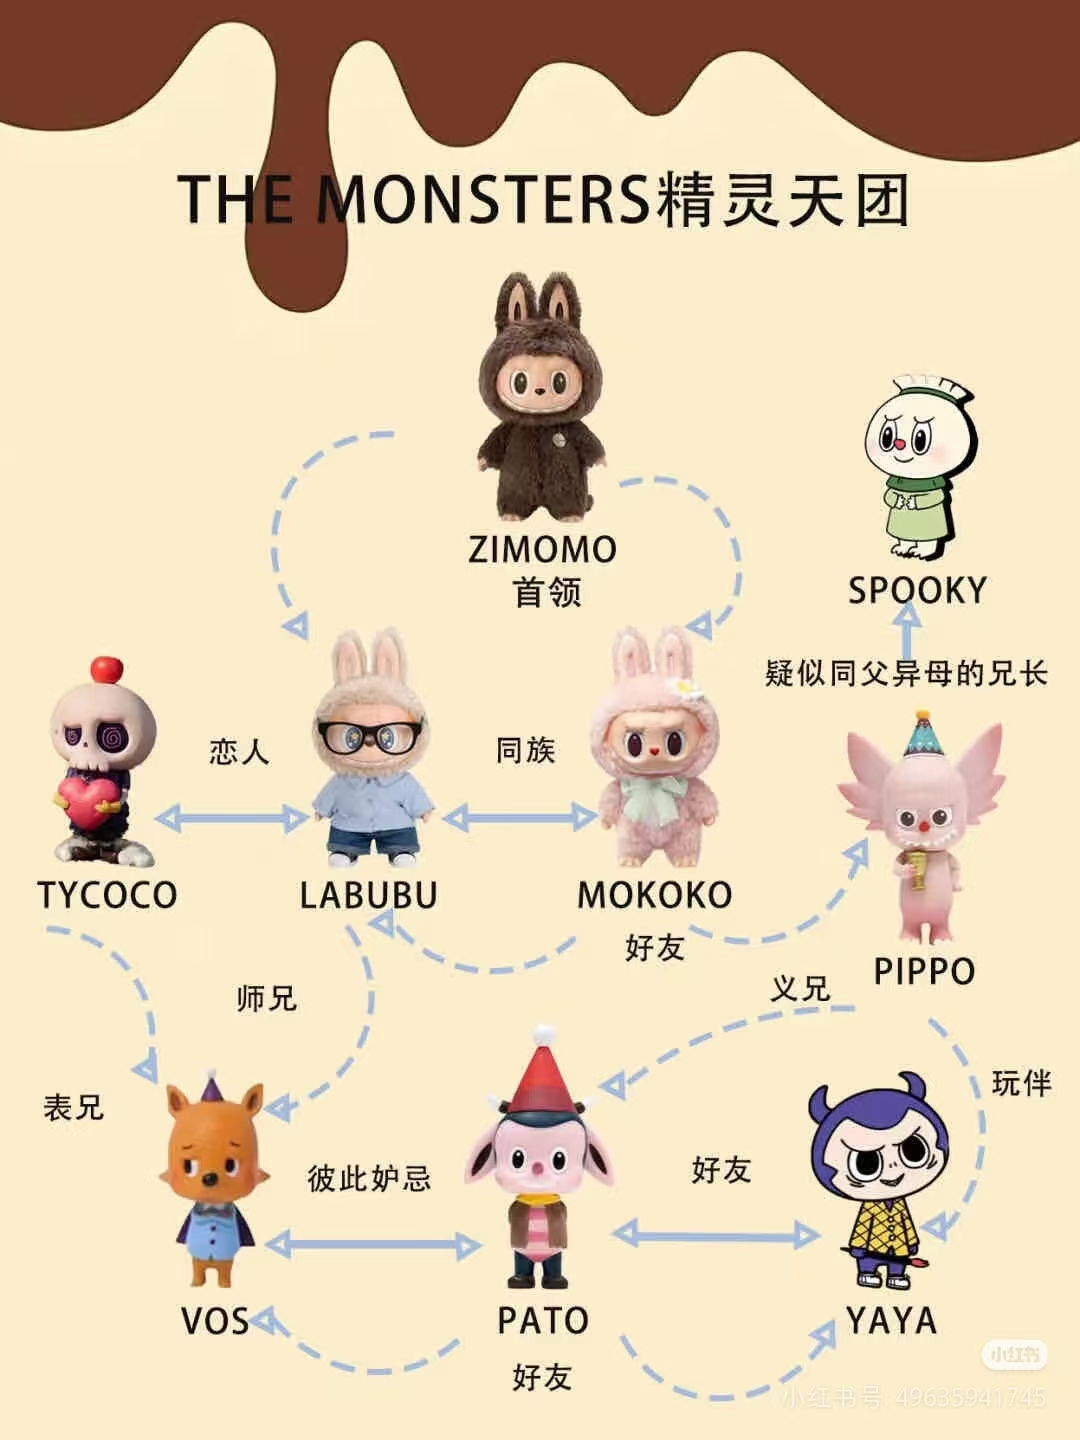 THE MONSTERS精灵天团
ZIMOMO
首领
SPOOKY
疑似同父异母的兄长
恋人
同族
TYCOCO
LABUBU
MOKOKO
好友
PIPPO
师兄
义兄
表兄
玩伴
彼此妒忌
好友
VOS
PATO
YAYA
好友
小红书
小红书号 49635941745